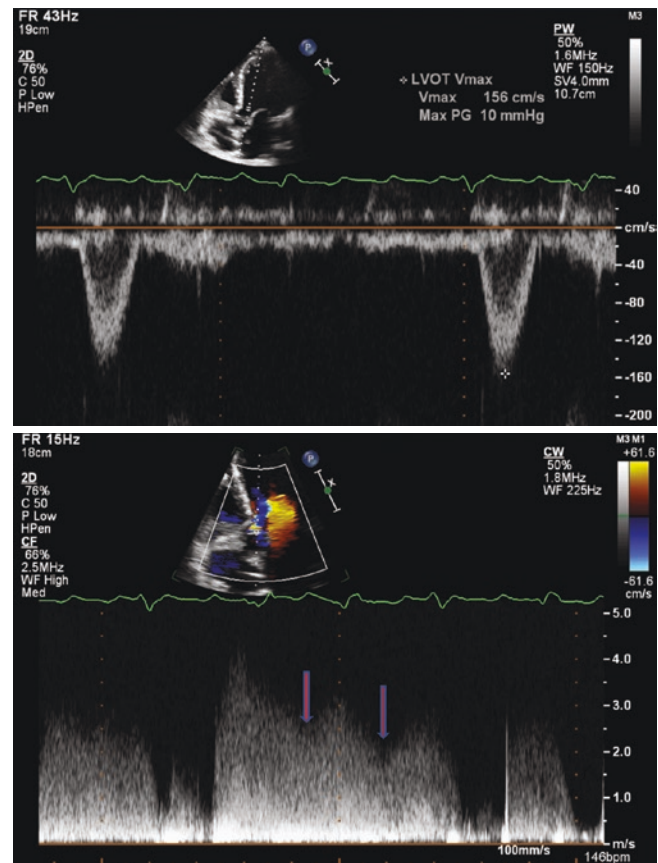 FR 43Hz
19cm
2D
76%
C 50
P Low
HPen
P
X
LVOT Vmax
Vmax 156 cm/s
Max PG 10 mmHg
PW
50%
1.6MHz
WF 150Hz
SV4.0mm
10.7cm
M3
40
cm/s
-40
-80
-120
-160
-200
FR 15Hz
18cm
2D
76%
C 50
P Low
HPen
CF
66%
2.5MHz
WF High
Med
P
X
CW
50%
1.8MHz
WF 225Hz
M3 M1
+61.6
-61.6
cm/s
5.0
4.0
3.0
2.0
1.0
m/s
100mm/s
146bpm